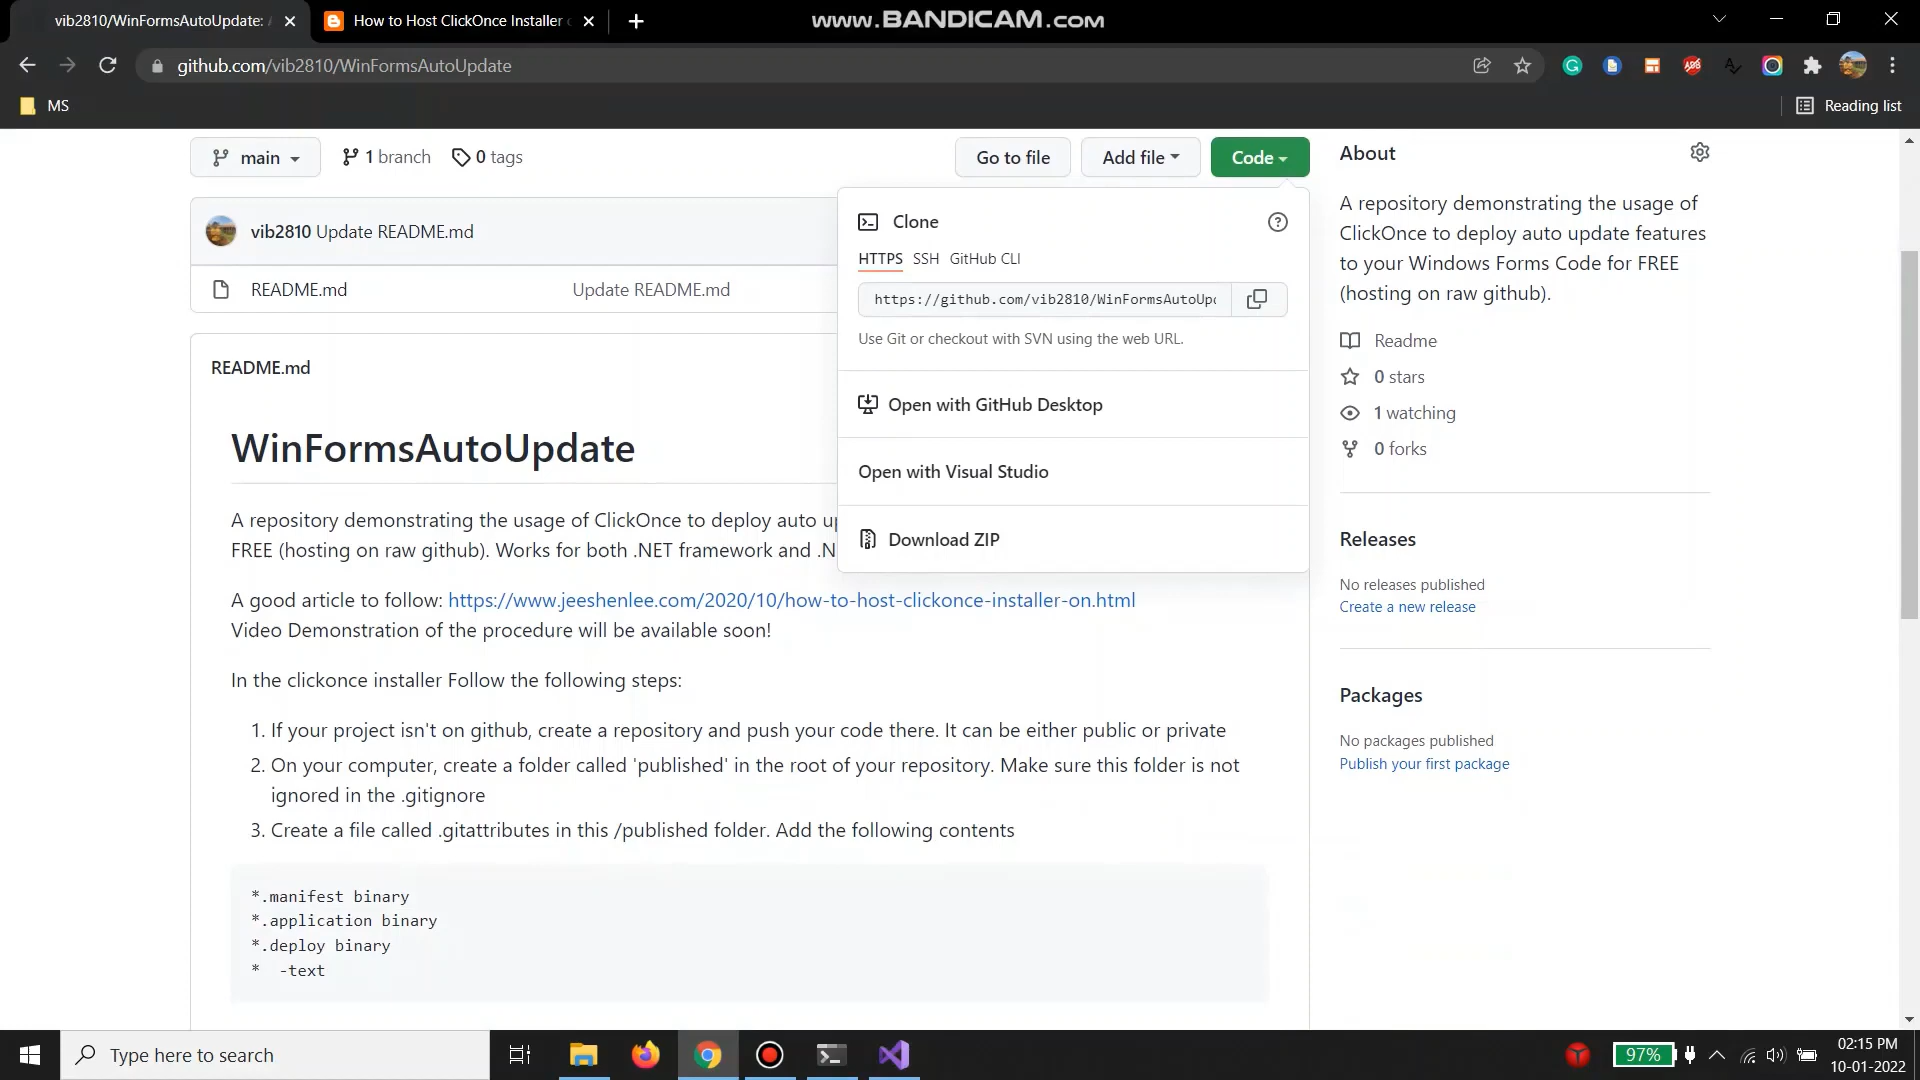 vib2810/WinFormsAutoUpdate:
How to Host ClickOnce Installer
www.BANDICAM.com
github.com/vib2810/WinFormsAutoUpdate
MS
Reading list
main
1 branch
0 tags
Go to file
Add file
Code
About
A repository demonstrating the usage of
ClickOnce to deploy auto update features
to your Windows Forms Code for FREE
(hosting on raw github).
Readme
0 stars
1 watching
0 forks
Releases
No releases published
Create a new release
Packages
No packages published
Publish your first package
vib2810 Update README.md
README.md
Update README.md
Clone
HTTPS SSH GitHub CLI
https://github.com/vib2810/WinFormsAutoUp
Use Git or checkout with SVN using the web URL.
Open with GitHub Desktop
Open with Visual Studio
Download ZIP
README.md
WinFormsAutoUpdate
A repository demonstrating the usage of ClickOnce to deploy auto
FREE (hosting on raw github). Works for both .NET framework and
A good article to follow: https://www.jeeshenlee.com/2020/10/how-to-host-clickonce-installer-on.html
Video Demonstration of the procedure will be available soon!
In the clickonce installer Follow the following steps:
1. If your project isn't on github, create a repository and push your code there. It can be either public or private
2. On your computer, create a folder called 'published' in the root of your repository. Make sure this folder is not
ignored in the .gitignore
3. Create a file called .gitattributes in this /published folder. Add the following contents
*.manifest binary
*.application binary
*.deploy binary
* -text
Type here to search
97%
02:15 PM
10-01-2022